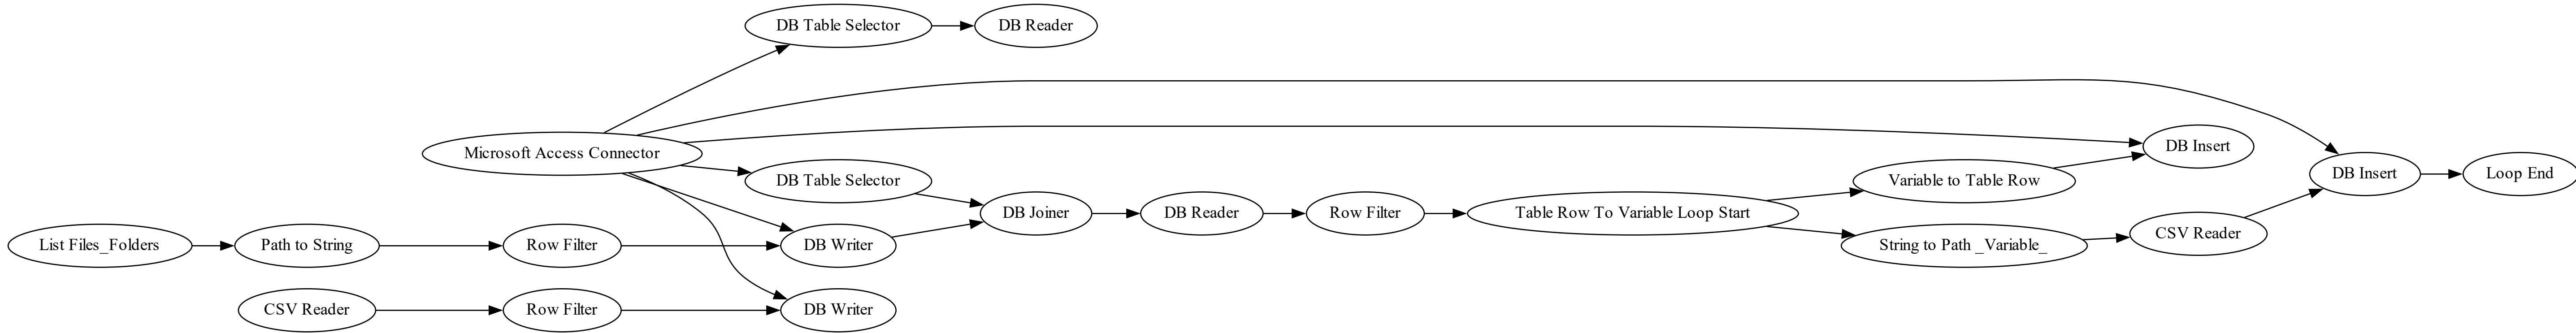 DB Table Selector
DB Reader
Microsoft Access Connector
DB Insert
DB Table Selector
Variable to Table Row
DB Insert
Loop End
DB Joiner
DB Reader
Row Filter
Table Row To Variable Loop Start
List Files_Folders
Path to String
Row Filter
DB Writer
String to Path _Variable_
CSV Reader
CSV Reader
Row Filter
DB Writer